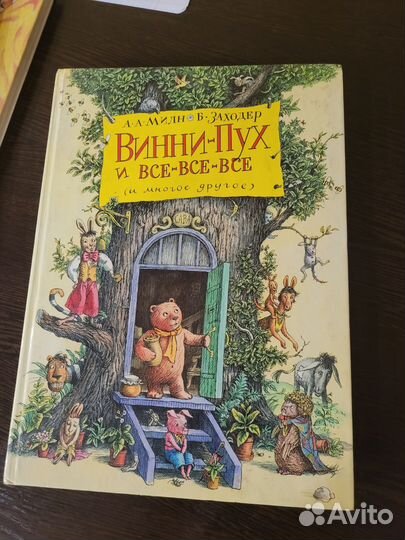 А·А·МИЛН Б·ЗАХОДЕР
ВИННИ-ПУХ
И ВСЕ-ВСЕ-ВСЕ
(и многое другое)
Avito